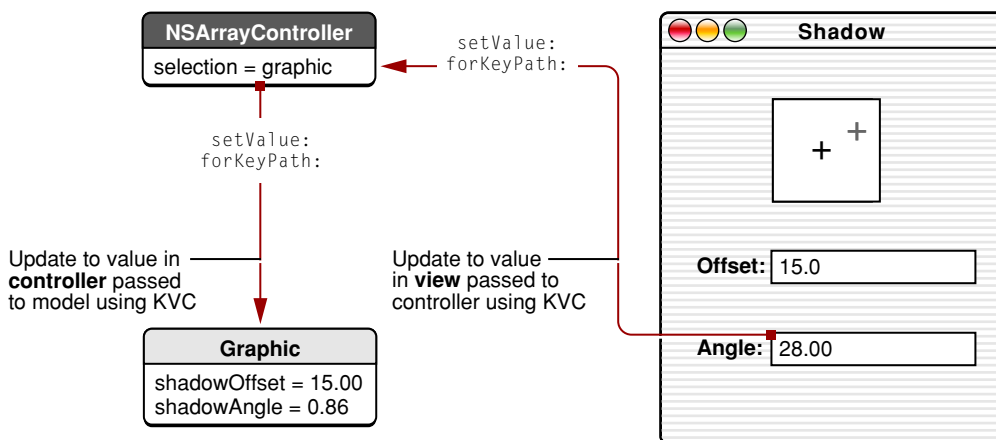 NSArrayController
selection = graphic
setValue:
forKeyPath:
Update to value in
controller passed
to model using KVC
Graphic
shadowOffset = 15.00
shadowAngle = 0.86
setValue:
forKeyPath:
Update to value
in view passed to
controller using KVC
Shadow
Offset: 15.0
Angle: 28.00